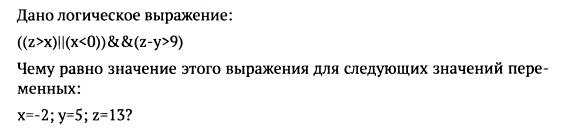 Дано логическое выражение:
((z>x)||(x<0))&&(z-y>9)
Чему равно значение этого выражения для следующих значений пере-
менных:
x=-2; y=5; z=13?